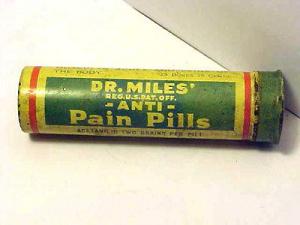 THE BODY 25 DOSES 25 CENTS
DR. MILES'
REG. U.S. PAT. OFF.
- ANTI -
Pain Pills
ACETANILID TWO GRAINS PER PILL